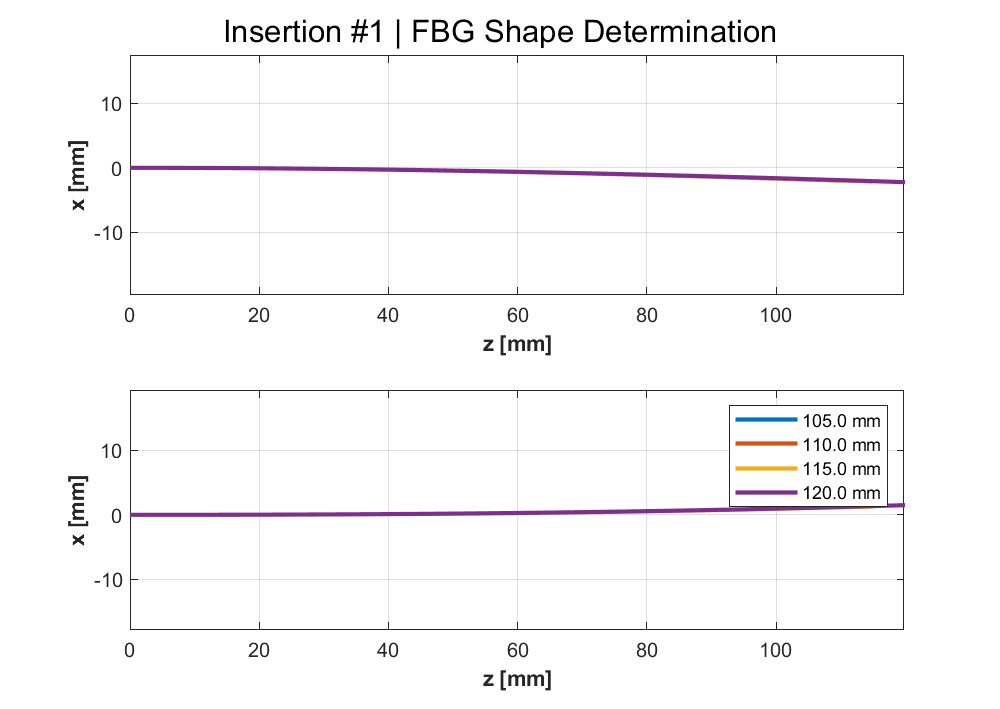 Insertion #1 | FBG Shape Determination
10
0
-10
x [mm]
0 20 40 60 80 100
z [mm]
105.0 mm
110.0 mm
115.0 mm
120.0 mm
10
0
-10
x [mm]
0 20 40 60 80 100
z [mm]